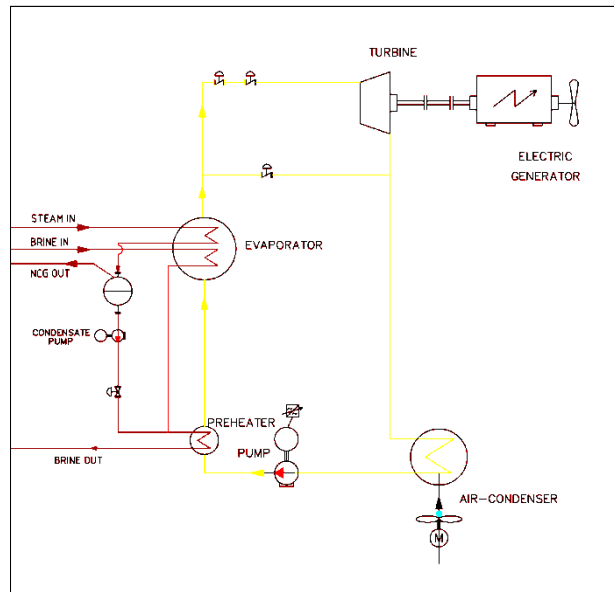 TURBINE
ELECTRIC
GENERATOR
STEAM IN
BRINE IN
EVAPORATOR
NCG OUT
CONDENSATE
PUMP
PREHEATER
PUMP
BRINE OUT
AIR-CONDENSER
M